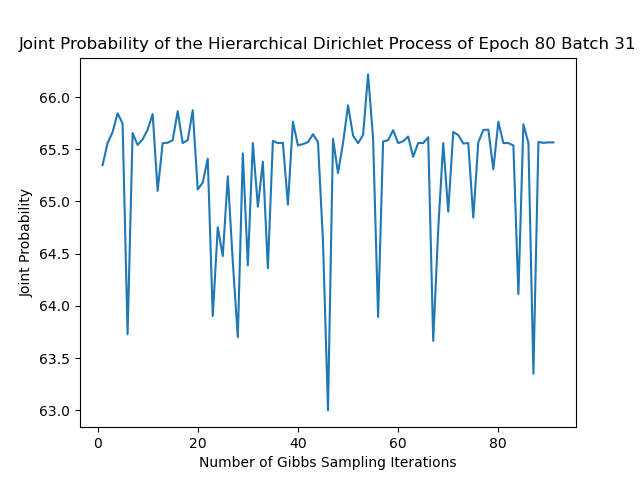 Joint Probability of the Hierarchical Dirichlet Process of Epoch 80 Batch 31
Joint Probability
66.0
65.5
65.0
64.5
64.0
63.5
63.0
0 20 40 60 80
Number of Gibbs Sampling Iterations